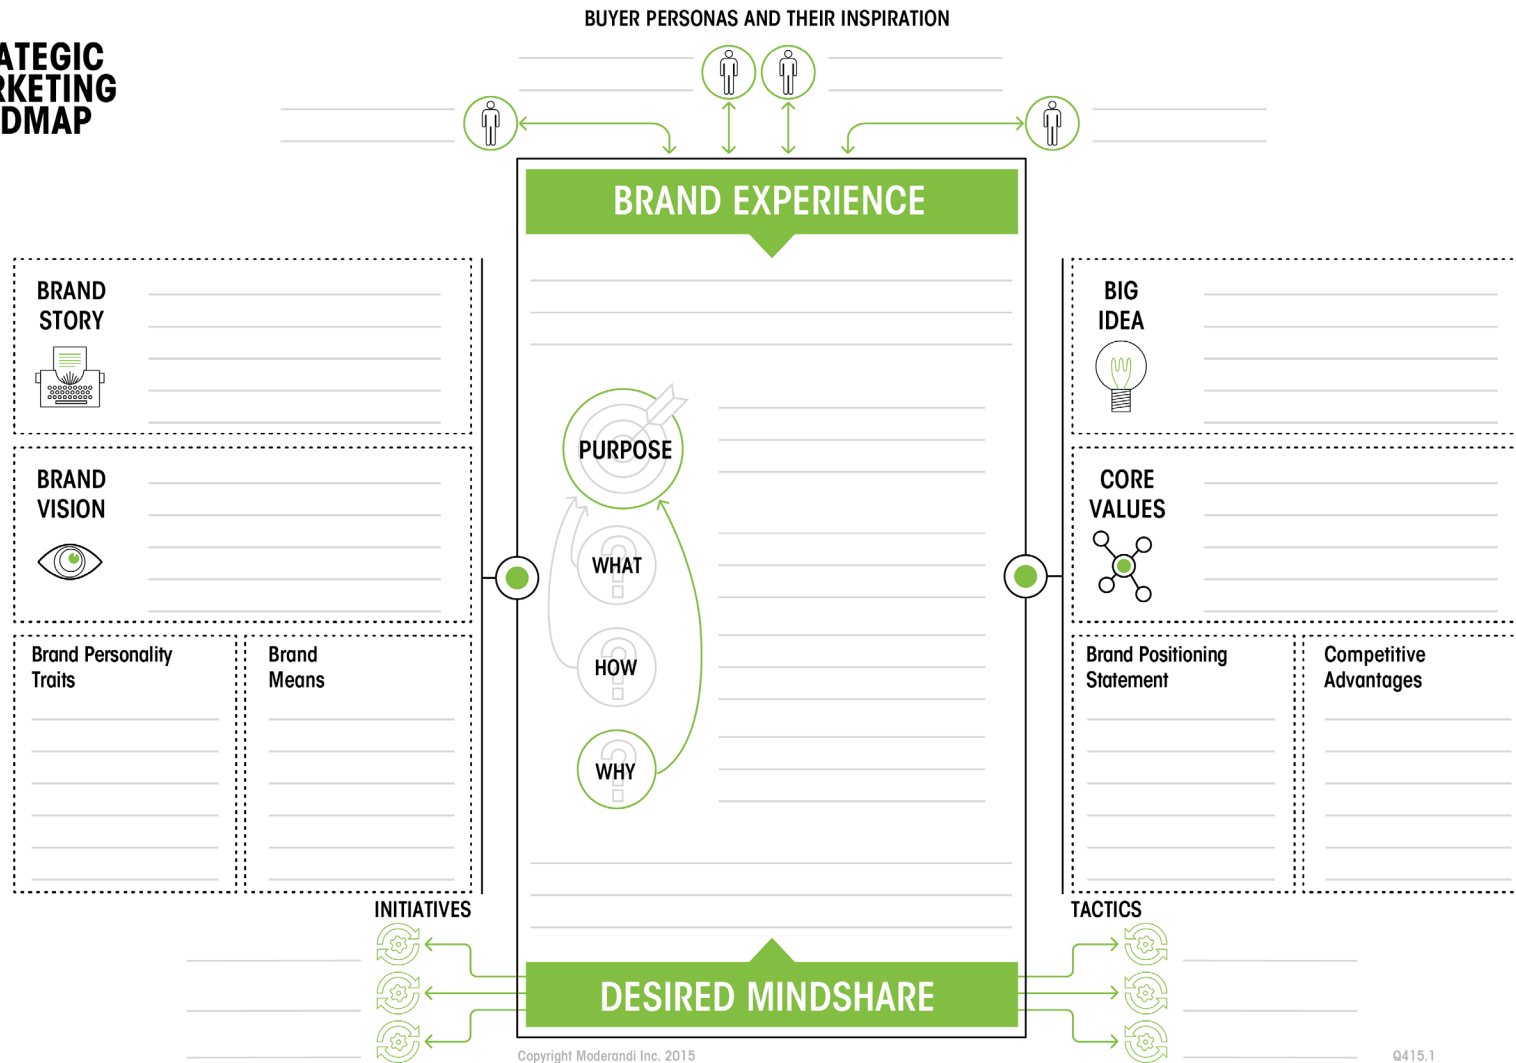 BUYER PERSONAS AND THEIR INSPIRATION
ATEGIC
RKETING
DMAP
BRAND EXPERIENCE
BRAND
STORY
BRAND
VISION
Brand Personality
Traits
Brand
Means
PURPOSE
WHAT
HOW
WHY
BIG
IDEA
CORE
VALUES
Brand Positioning
Statement
Competitive
Advantages
INITIATIVES
TACTICS
DESIRED MINDSHARE
Copyright Moderandi Inc. 2015
Q415.1